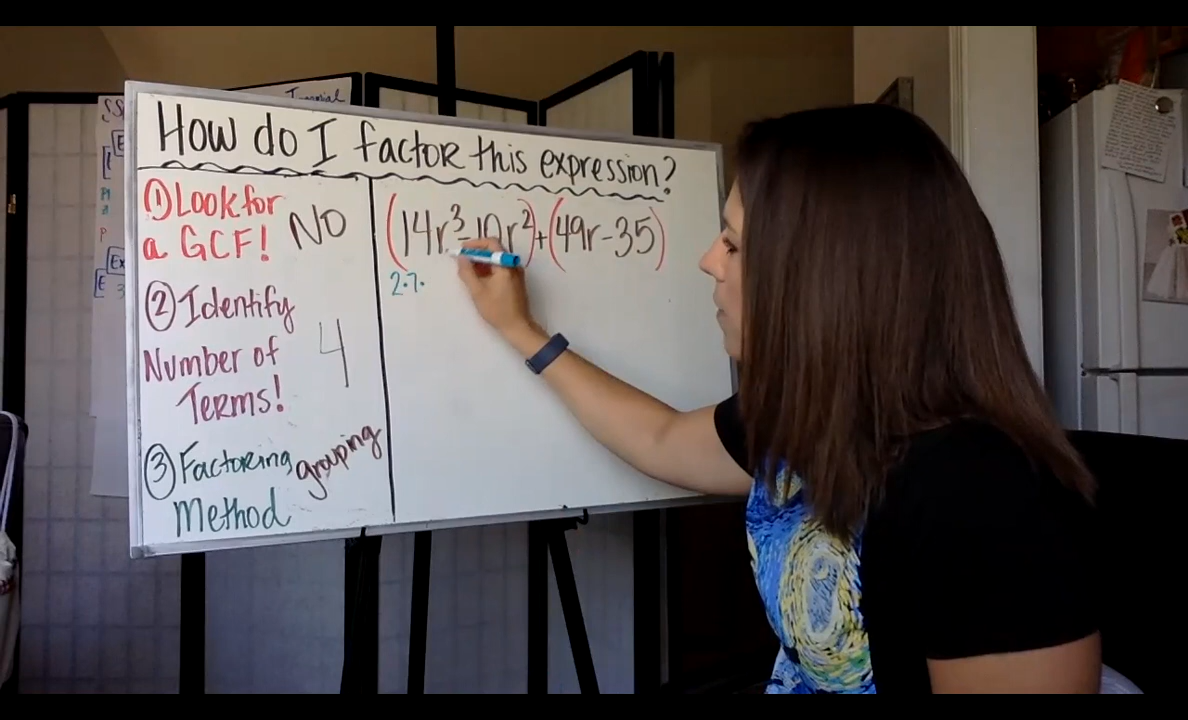 How do I factor this expression?
① Look for
a GCF!
NO
② Identify
Number of
Terms!
4
③ Factoring
Method
grouping
(14r³-10r²)+(49r-35)
2·7·